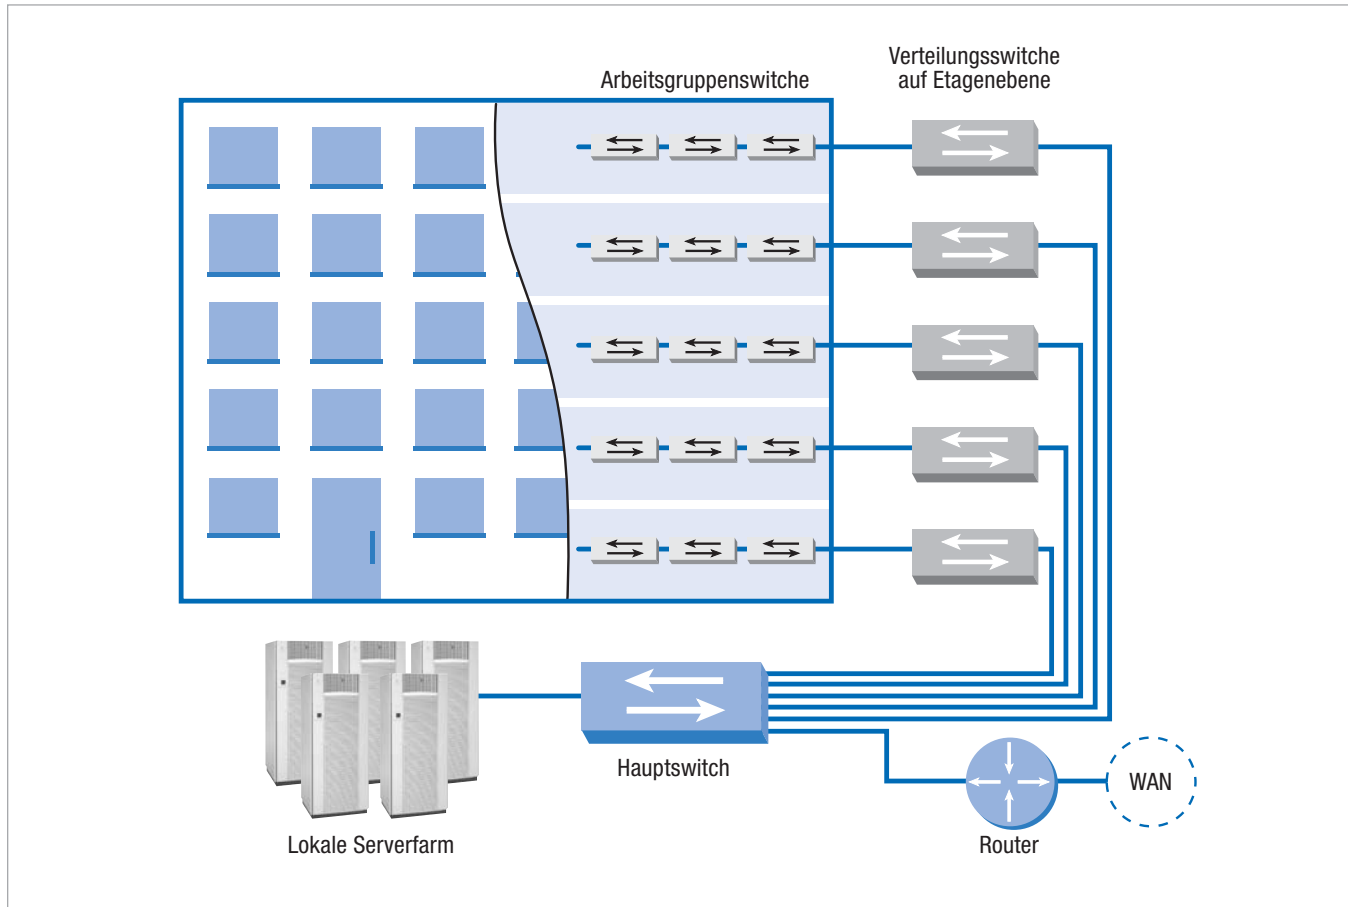 Verteilungsswitche
auf Etagenebene
Arbeitsgruppenswitche
Hauptswitch
WAN
Lokale Serverfarm
Router